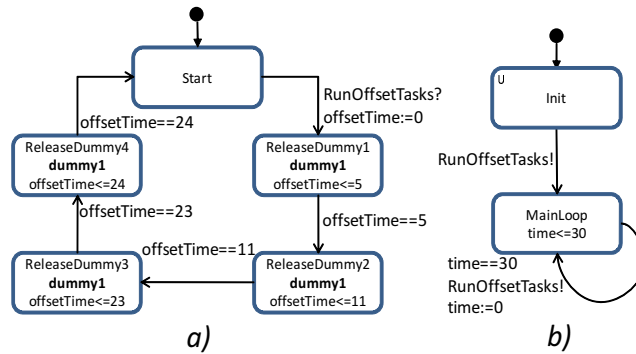 Start
RunOffsetTasks?
offsetTime:=0
offsetTime==24
ReleaseDummy4
dummy1
offsetTime<=24
ReleaseDummy1
dummy1
offsetTime<=5
offsetTime==23
offsetTime==5
offsetTime==11
ReleaseDummy3
dummy1
offsetTime<=23
ReleaseDummy2
dummy1
offsetTime<=11
a)
U
Init
RunOffsetTasks!
MainLoop
time<=30
time==30
RunOffsetTasks!
time:=0
b)